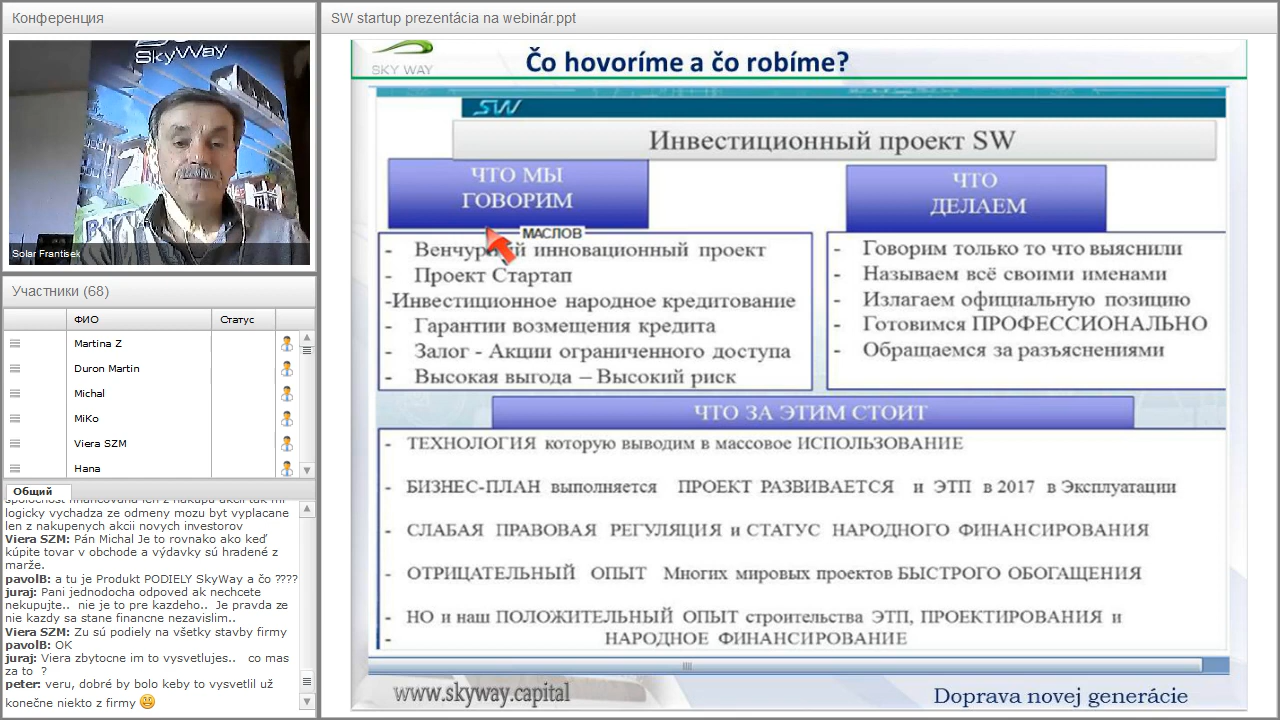 Конференция
SkyWay
Solar Frantisek
Участники (68)
ФИО
Статус
Martina Z
Duron Martin
Michal
MiKo
Viera SZM
Hana
Общий
logicky vychadza ze odmeny mozu byt vyplacane
len z nakupenych akcii novych investorov
Viera SZM: Pán Michal Je to rovnako ako keď
kúpite tovar v obchode a výdavky sú hradené z
marže.
pavolB: a tu je Produkt PODIELY SkyWay a čo ????
juraj: Pani jednodocha odpoved ak nechcete
nekupujte.. nie je to pre kazdeho.. Je pravda ze
nie kazdy sa stane financne nezavislim..
Viera SZM: Zu sú podiely na všetky stavby firmy
pavolB: OK
juraj: Viera zbytocne im to vysvetlujes.. co mas
za to ?
peter: veru, dobré by bolo keby to vysvetlil už
konečne niekto z firmy
SW startup prezentácia na webinár.ppt
SKY WAY
Čo hovoríme a čo robíme?
SW
Инвестиционный проект SW
ЧТО МЫ
ГОВОРИМ
МАСЛОВ
- Венчурный инновационный проект
- Проект Стартап
-Инвестиционное народное кредитование
- Гарантии возмещения кредита
- Залог - Акции ограниченного доступа
- Высокая выгода – Высокий риск
ЧТО
ДЕЛАЕМ
- Говорим только то что выяснили
- Называем всё своими именами
- Излагаем официальную позицию
- Готовимся ПРОФЕССИОНАЛЬНО
- Обращаемся за разъяснениями
ЧТО ЗА ЭТИМ СТОИТ
- ТЕХНОЛОГИЯ которую выводим в массовое ИСПОЛЬЗОВАНИЕ
- БИЗНЕС-ПЛАН выполняется ПРОЕКТ РАЗВИВАЕТСЯ и ЭТП в 2017 в Эксплуатации
- СЛАБАЯ ПРАВОВАЯ РЕГУЛЯЦИЯ и СТАТУС НАРОДНОГО ФИНАНСИРОВАНИЯ
- ОТРИЦАТЕЛЬНЫЙ ОПЫТ Многих мировых проектов БЫСТРОГО ОБОГАЩЕНИЯ
- НО и наш ПОЛОЖИТЕЛЬНЫЙ ОПЫТ строительства ЭТП, ПРОЕКТИРОВАНИЯ и
- НАРОДНОЕ ФИНАНСИРОВАНИЕ
www.skyway.capital
Doprava novej generácie